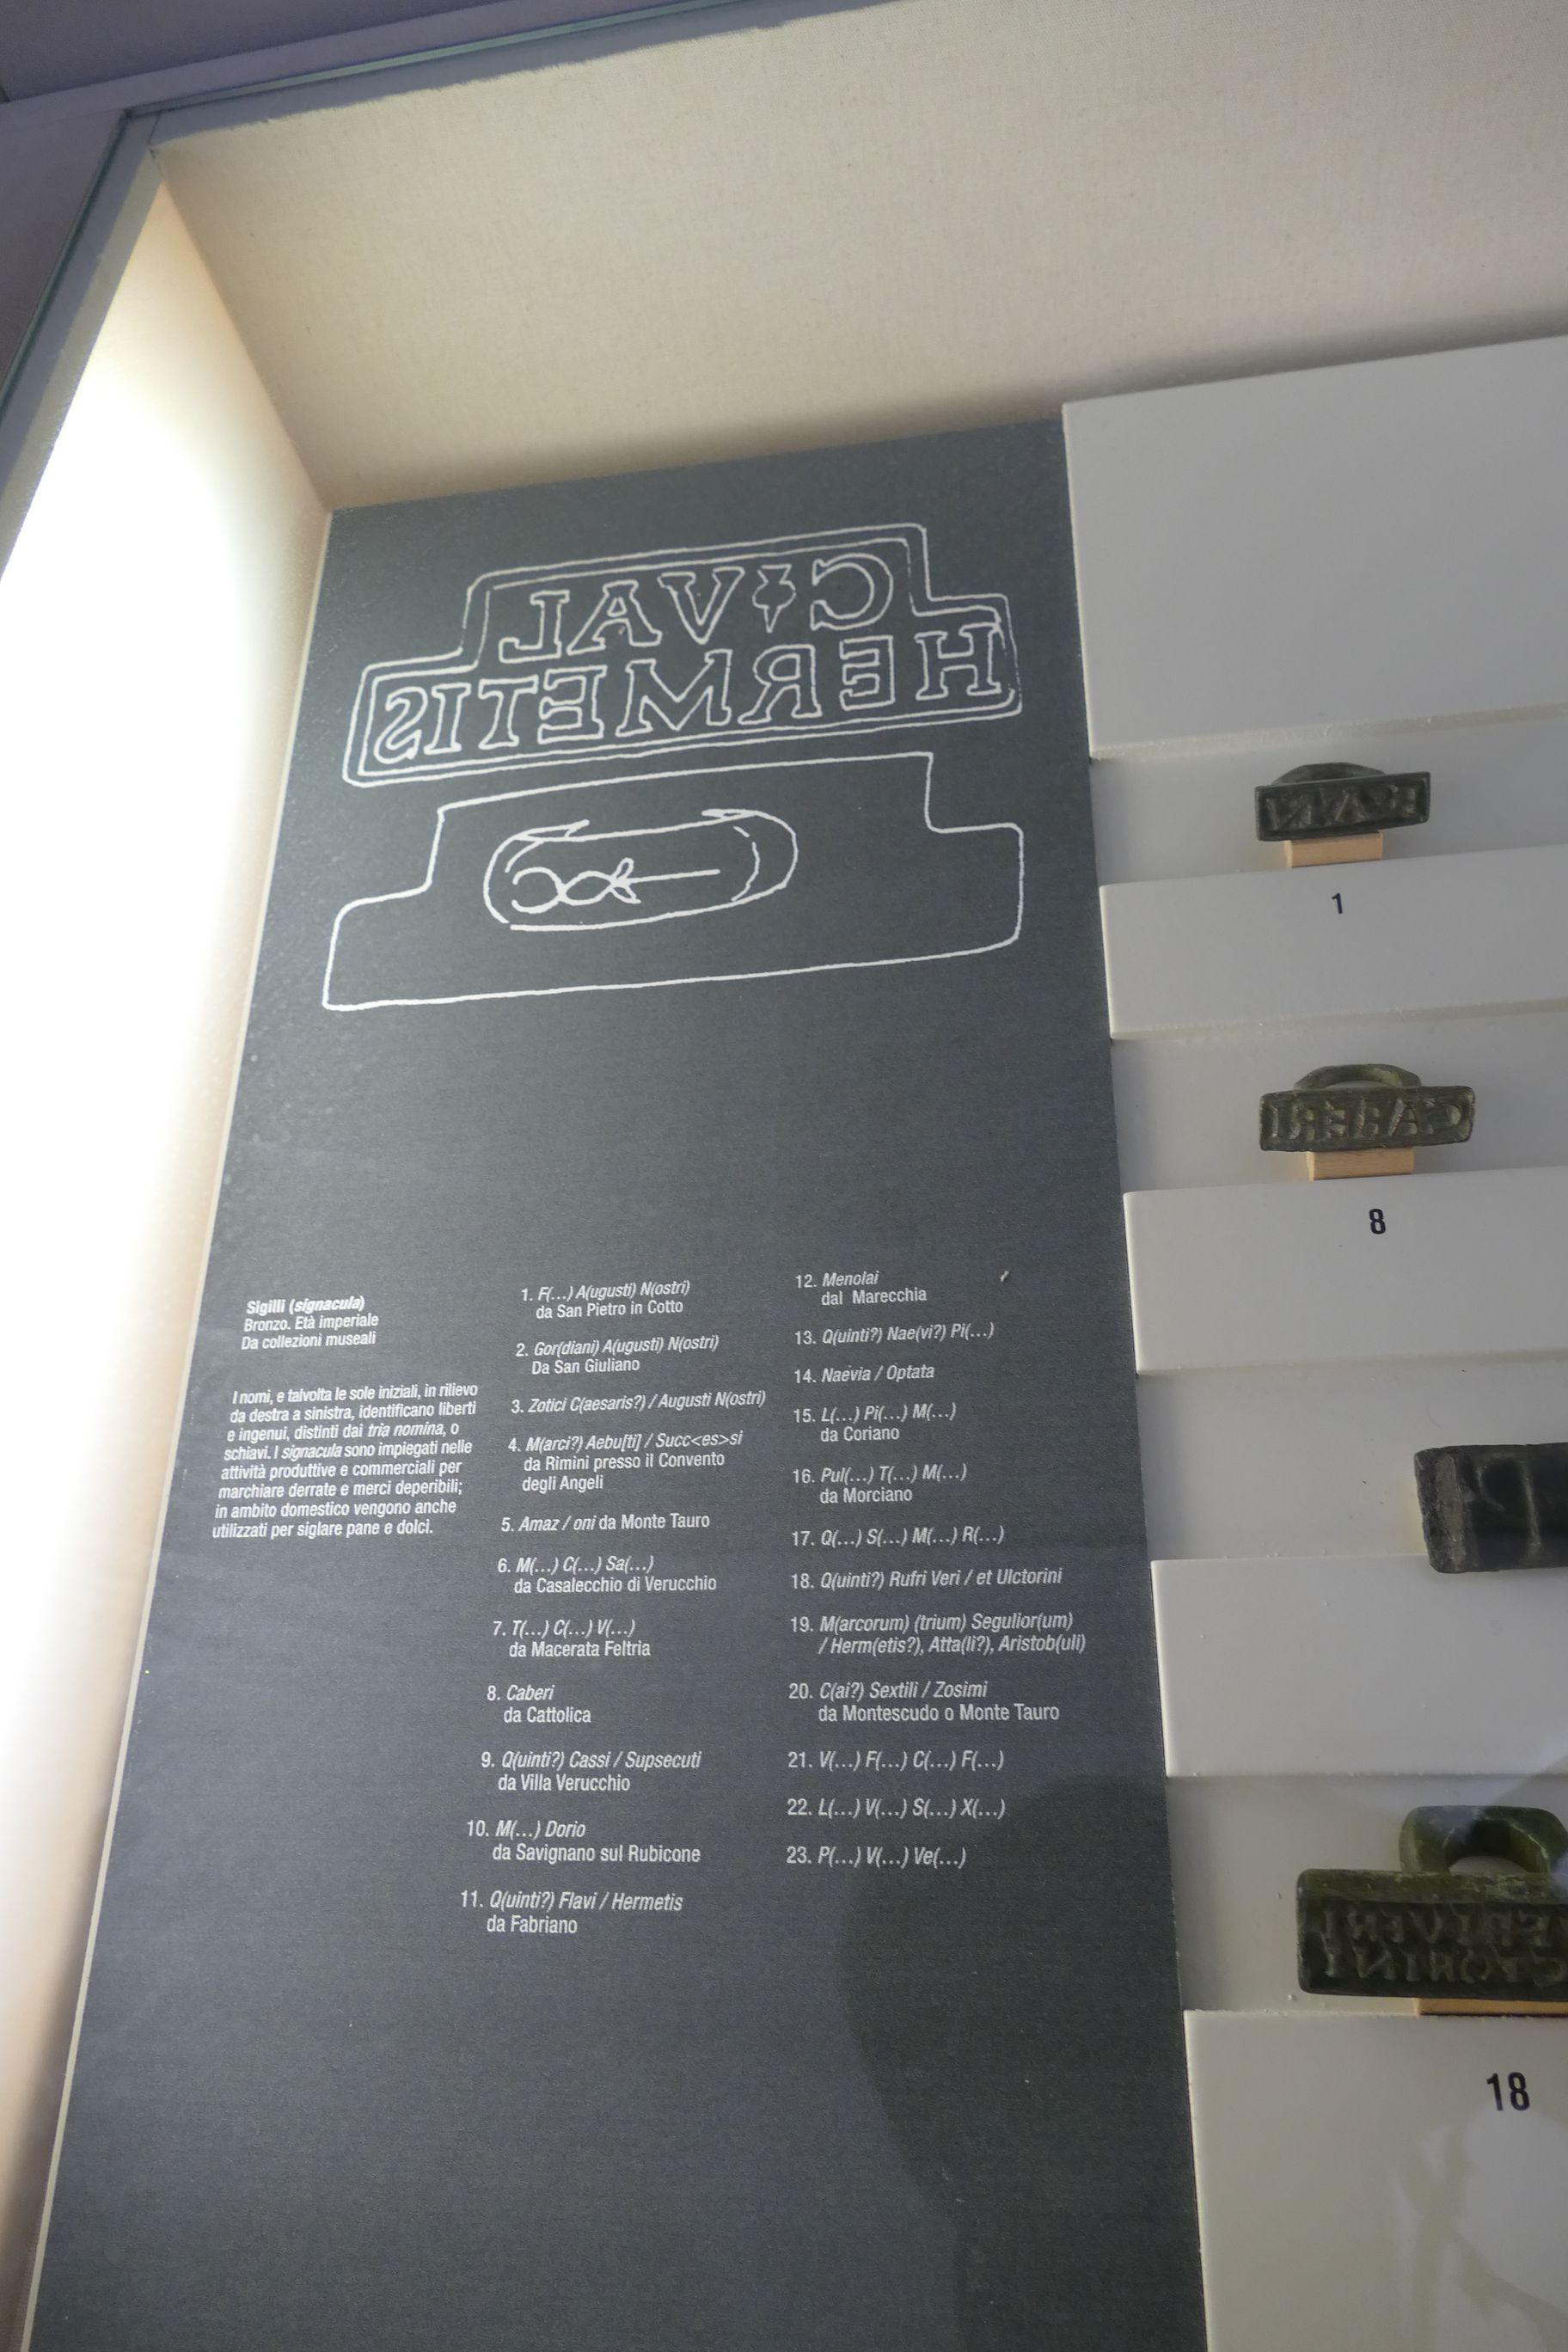 C VAL
HERMETIS
Sigilli (signacula)
Bronzo. Età imperiale
Da collezioni museali
I nomi, e talvolta le sole iniziali, in rilievo
da destra a sinistra, identificano liberti
e ingenui, distinti dai tria nomina, o
schiavi. I signacula sono impiegati nelle
attività produttive e commerciali per
marchiare derrate e merci deperibili;
in ambito domestico vengono anche
utilizzati per siglare pane e dolci.
1. F(...) A(ugusti) N(ostri)
da San Pietro in Cotto
2. Gor(diani) A(ugusti) N(ostri)
Da San Giuliano
3. Zotici C(aesaris?) / Augusti N(ostri)
4. M(arci?) Aebu[ti] / Succ<es>si
da Rimini presso il Convento
degli Angeli
5. Amaz / oni da Monte Tauro
6. M(...) C(...) Sa(...)
da Casalecchio di Verucchio
7. T(...) C(...) V(...)
da Macerata Feltria
8. Caberi
da Cattolica
9. Q(uinti?) Cassi / Supsecuti
da Villa Verucchio
10. M(...) Dorio
da Savignano sul Rubicone
11. Q(uinti?) Flavi / Hermetis
da Fabriano
12. Menolai
dal Marecchia
13. Q(uinti?) Nae(vi?) Pi(...)
14. Naevia / Optata
15. L(...) Pi(...) M(...)
da Coriano
16. Pul(...) T(...) M(...)
da Morciano
17. Q(...) S(...) M(...) R(...)
18. Q(uinti?) Rufri Veri / et Ulctorini
19. M(arcorum) (trium) Segulior(um)
/ Herm(etis?), Atta(li?), Aristob(uli)
20. C(ai?) Sextili / Zosimi
da Montescudo o Monte Tauro
21. V(...) F(...) C(...) F(...)
22. L(...) V(...) S(...) X(...)
23. P(...) V(...) Ve(...)
1
CABERI
8
18